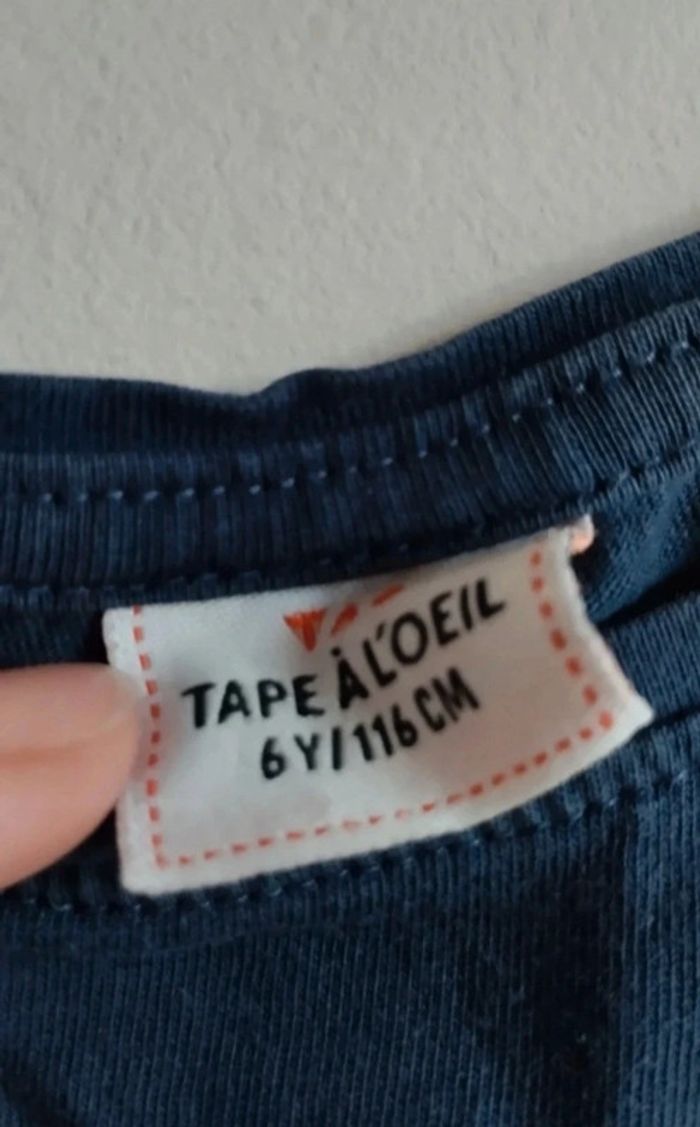 TAPE À L'OEIL
6Y/116 CM